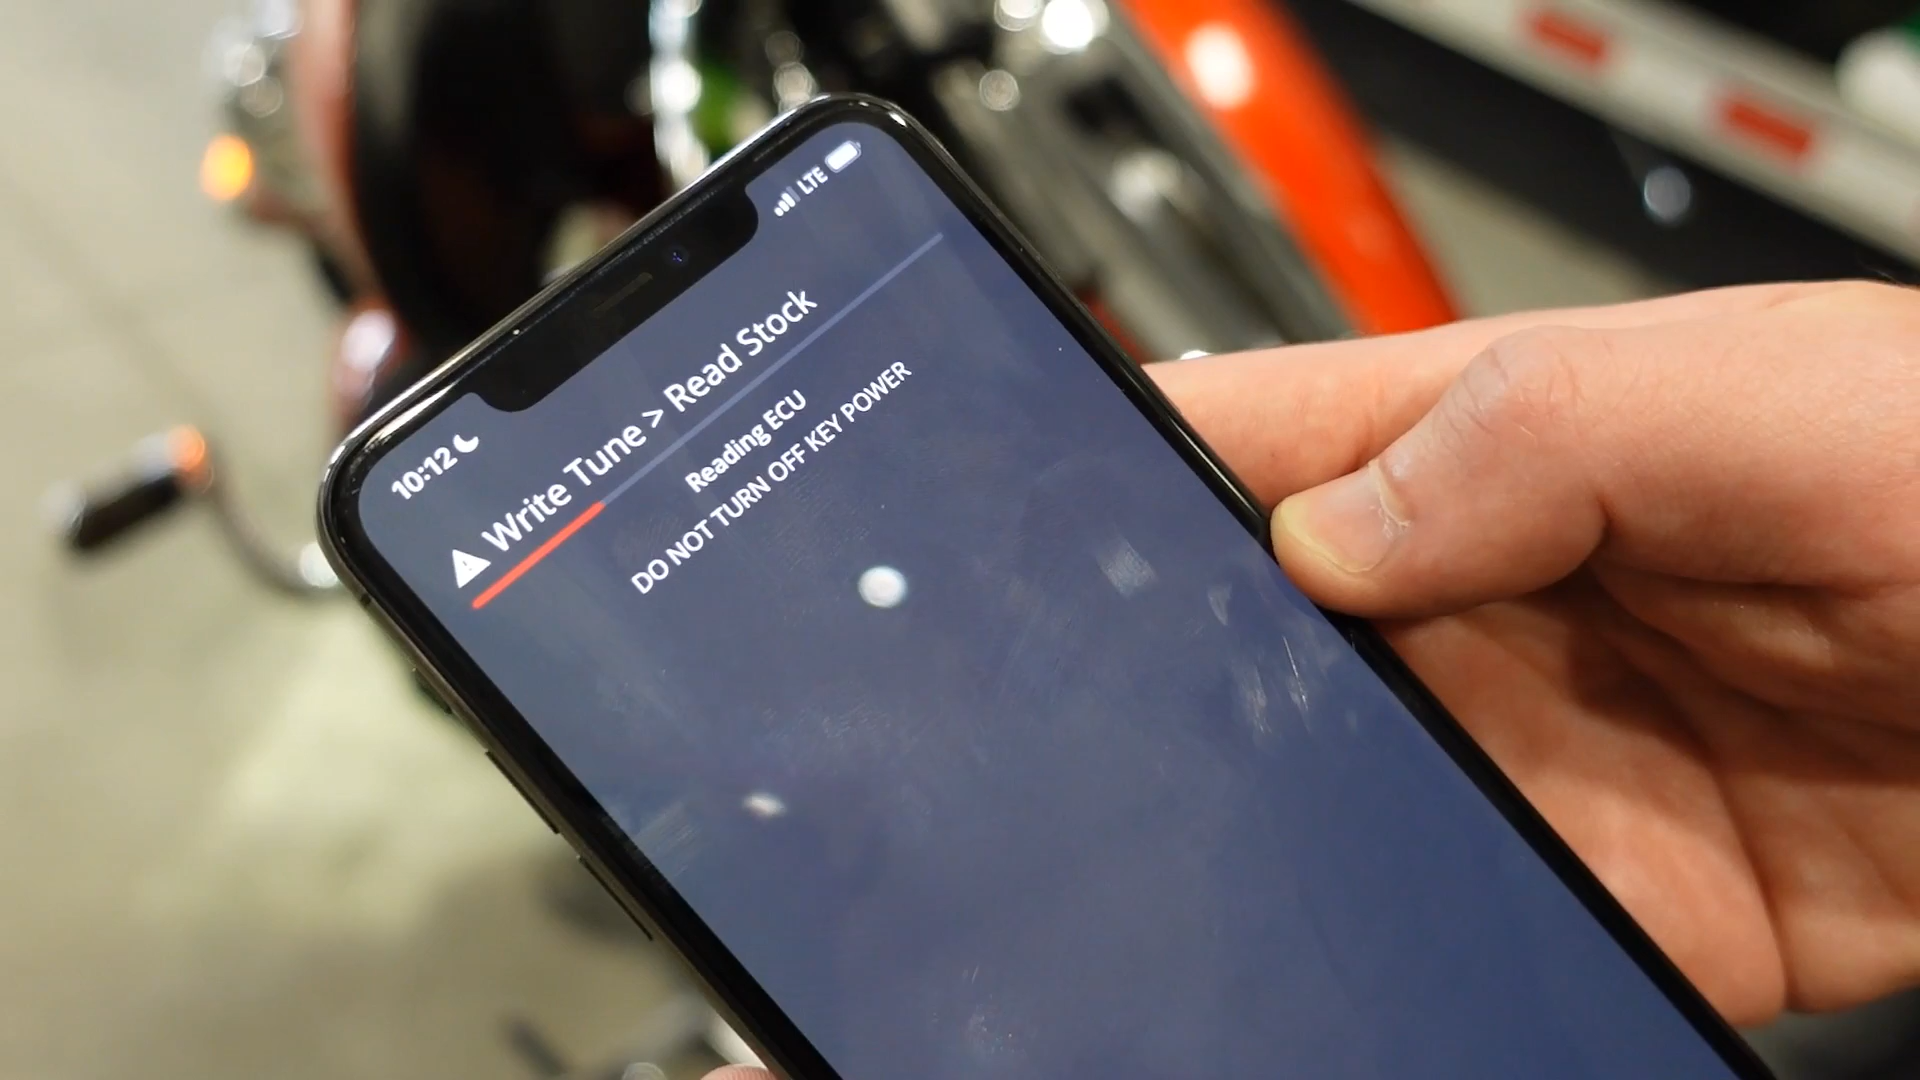 10:12
LTE
Write Tune > Read Stock
Reading ECU
DO NOT TURN OFF KEY POWER